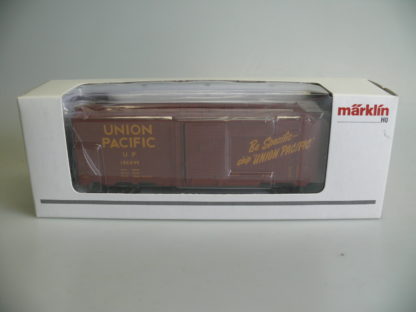 UNION
PACIFIC
U P
Be Specific-
ship "UNION PACIFIC"
märklin
HO